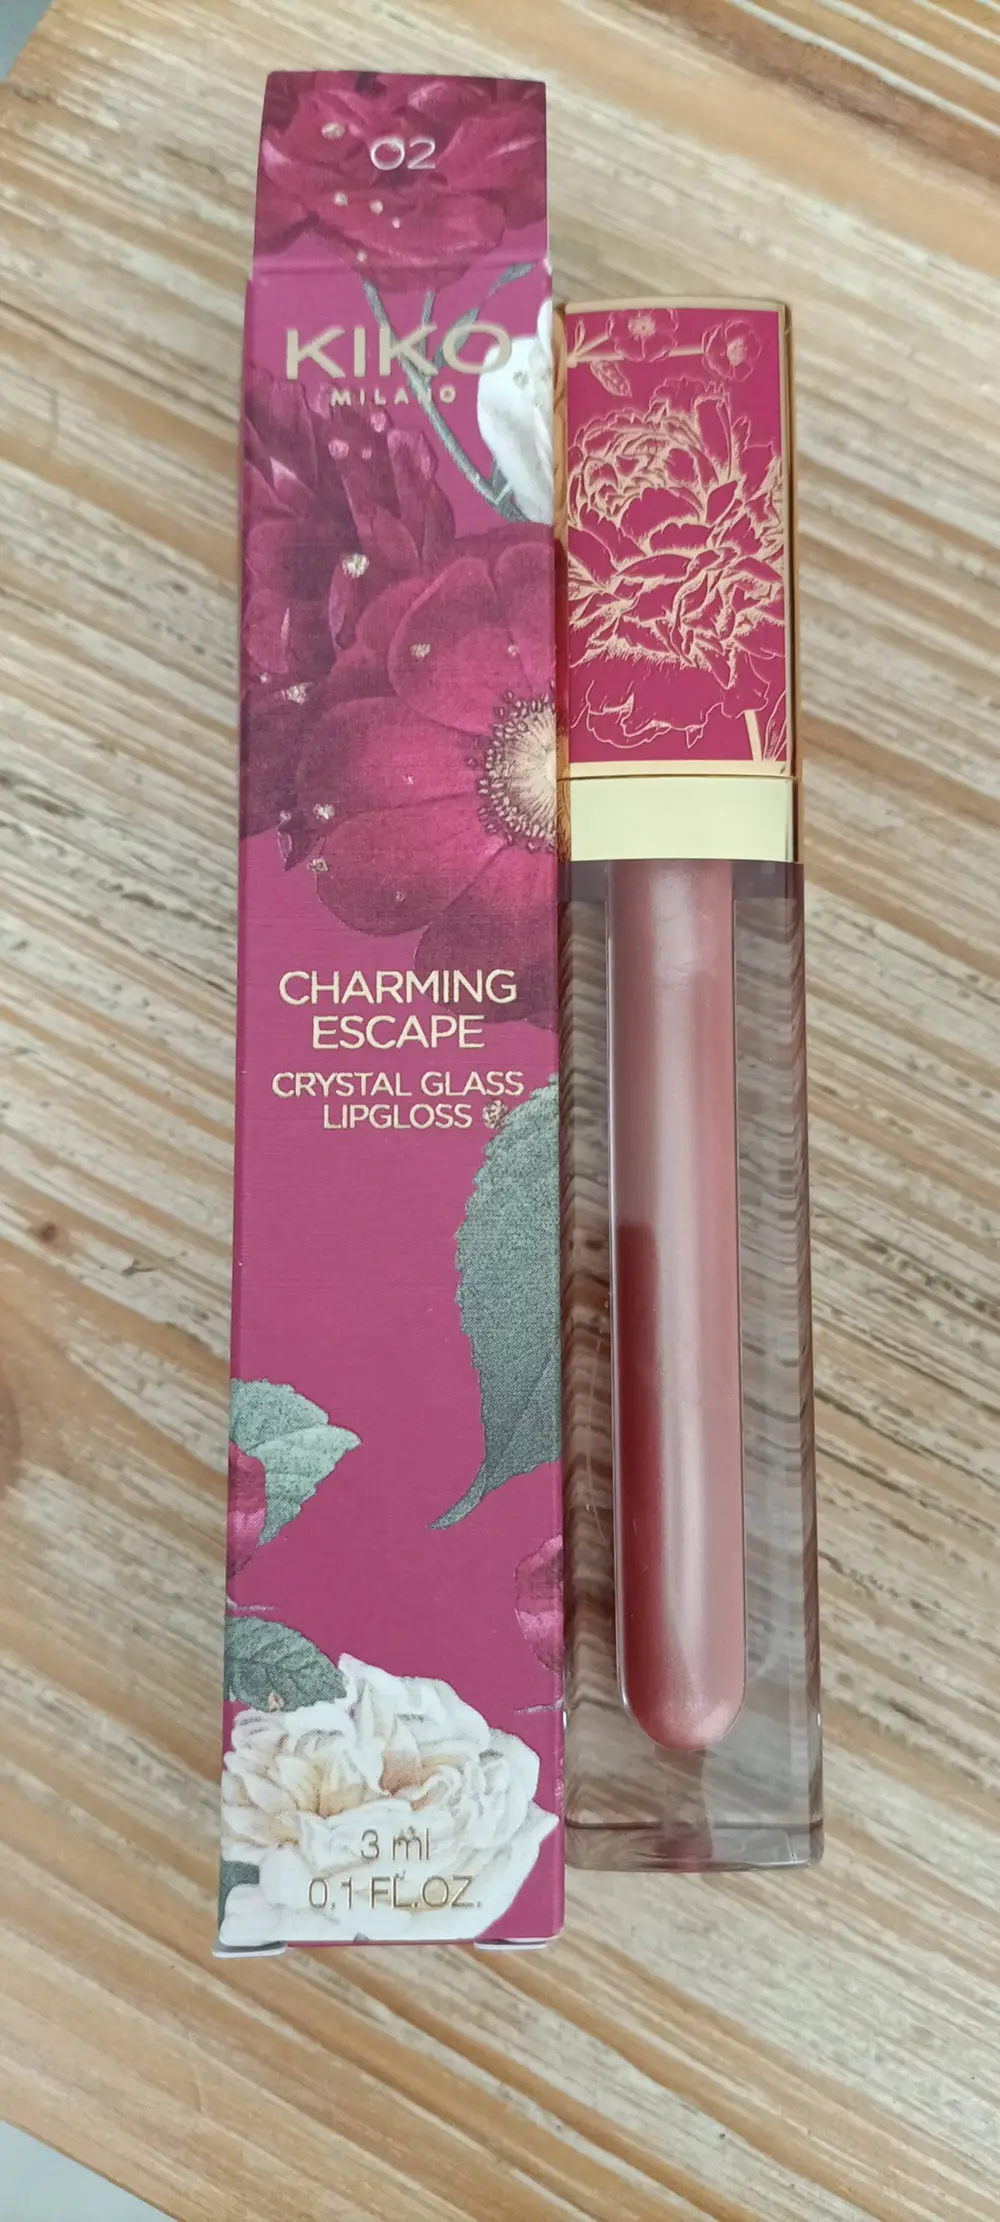 02
KIKO
MILANO
CHARMING
ESCAPE
CRYSTAL GLASS
LIPGLOSS
3 ml
0.1 FL.OZ.